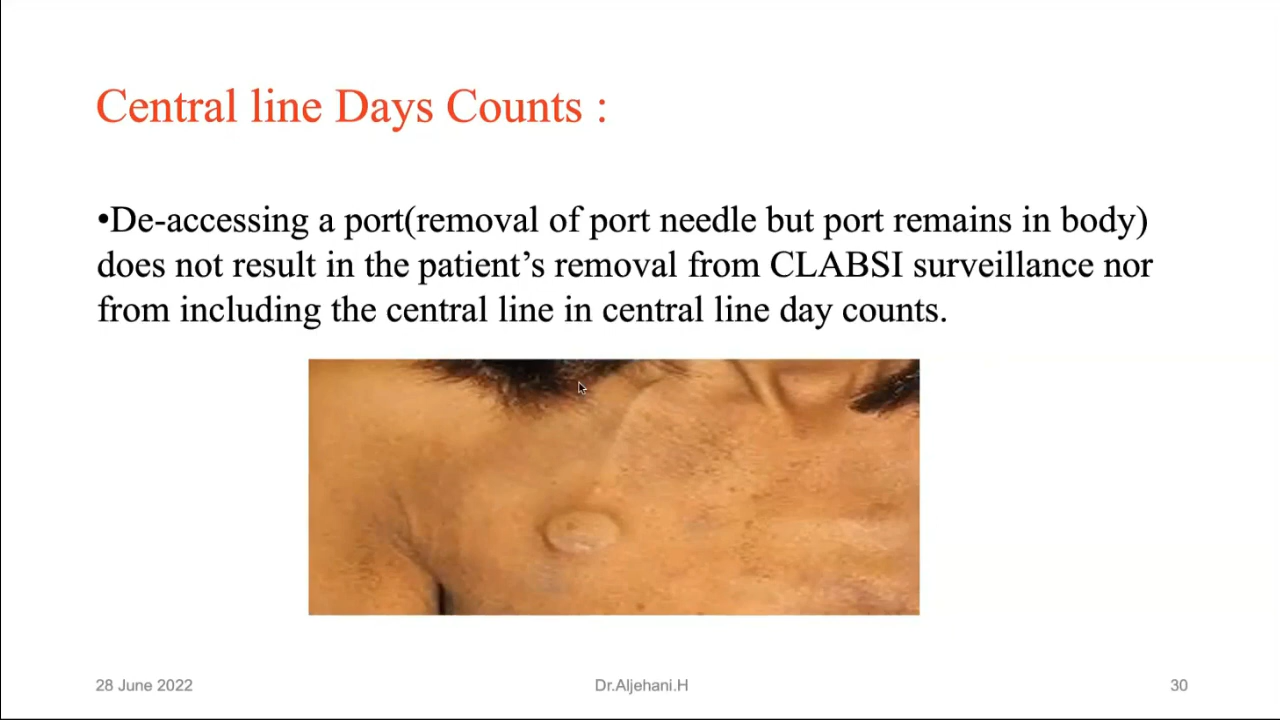 Central line Days Counts :
•De-accessing a port(removal of port needle but port remains in body)
does not result in the patient’s removal from CLABSI surveillance nor
from including the central line in central line day counts.
28 June 2022
Dr.Aljehani.H
30